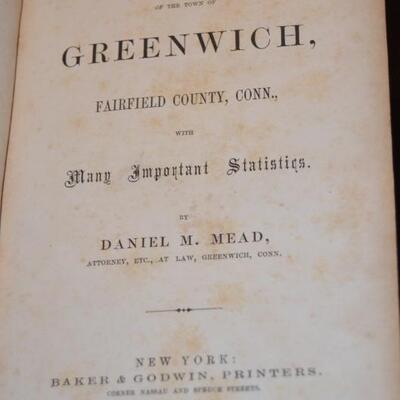 OF THE TOWN OF
GREENWICH,
FAIRFIELD COUNTY, CONN.,
WITH
Many Important Statistics.
BY
DANIEL M. MEAD,
ATTORNEY, ETC., AT LAW, GREENWICH, CONN.
NEW YORK:
BAKER & GODWIN, PRINTERS.
CORNER NASSAU AND SPRUCE STREETS.